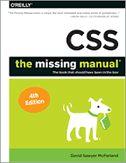 O'REILLY®
CSS
the missing manual®
The book that should have been in the box®
4th Edition
David Sawyer McFarland